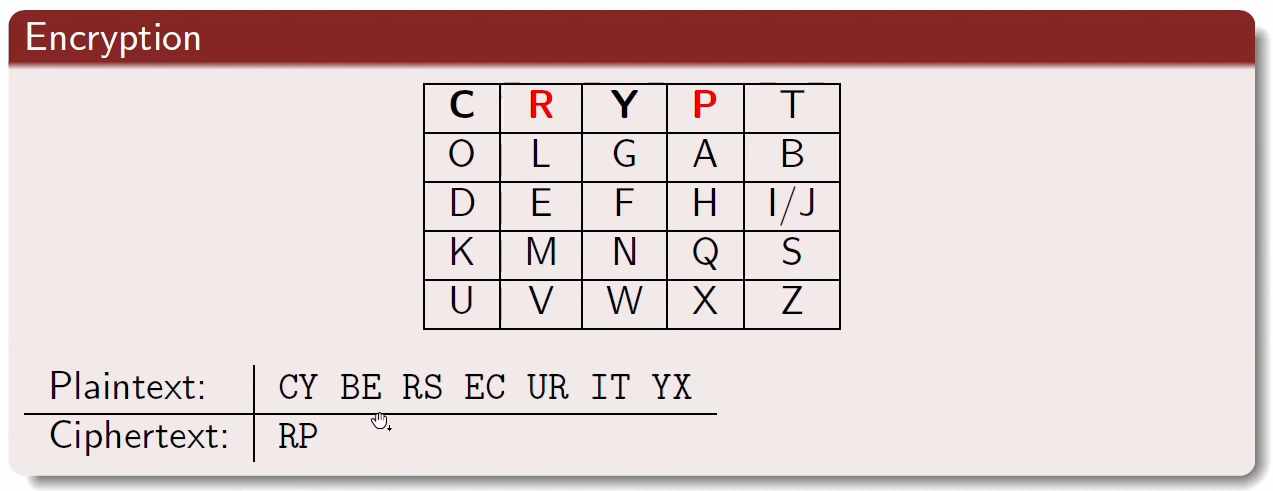 Encryption
C R Y P T
O L G A B
D E F H I/J
K M N Q S
U V W X Z
Plaintext: CY BE RS EC UR IT YX
Ciphertext: RP